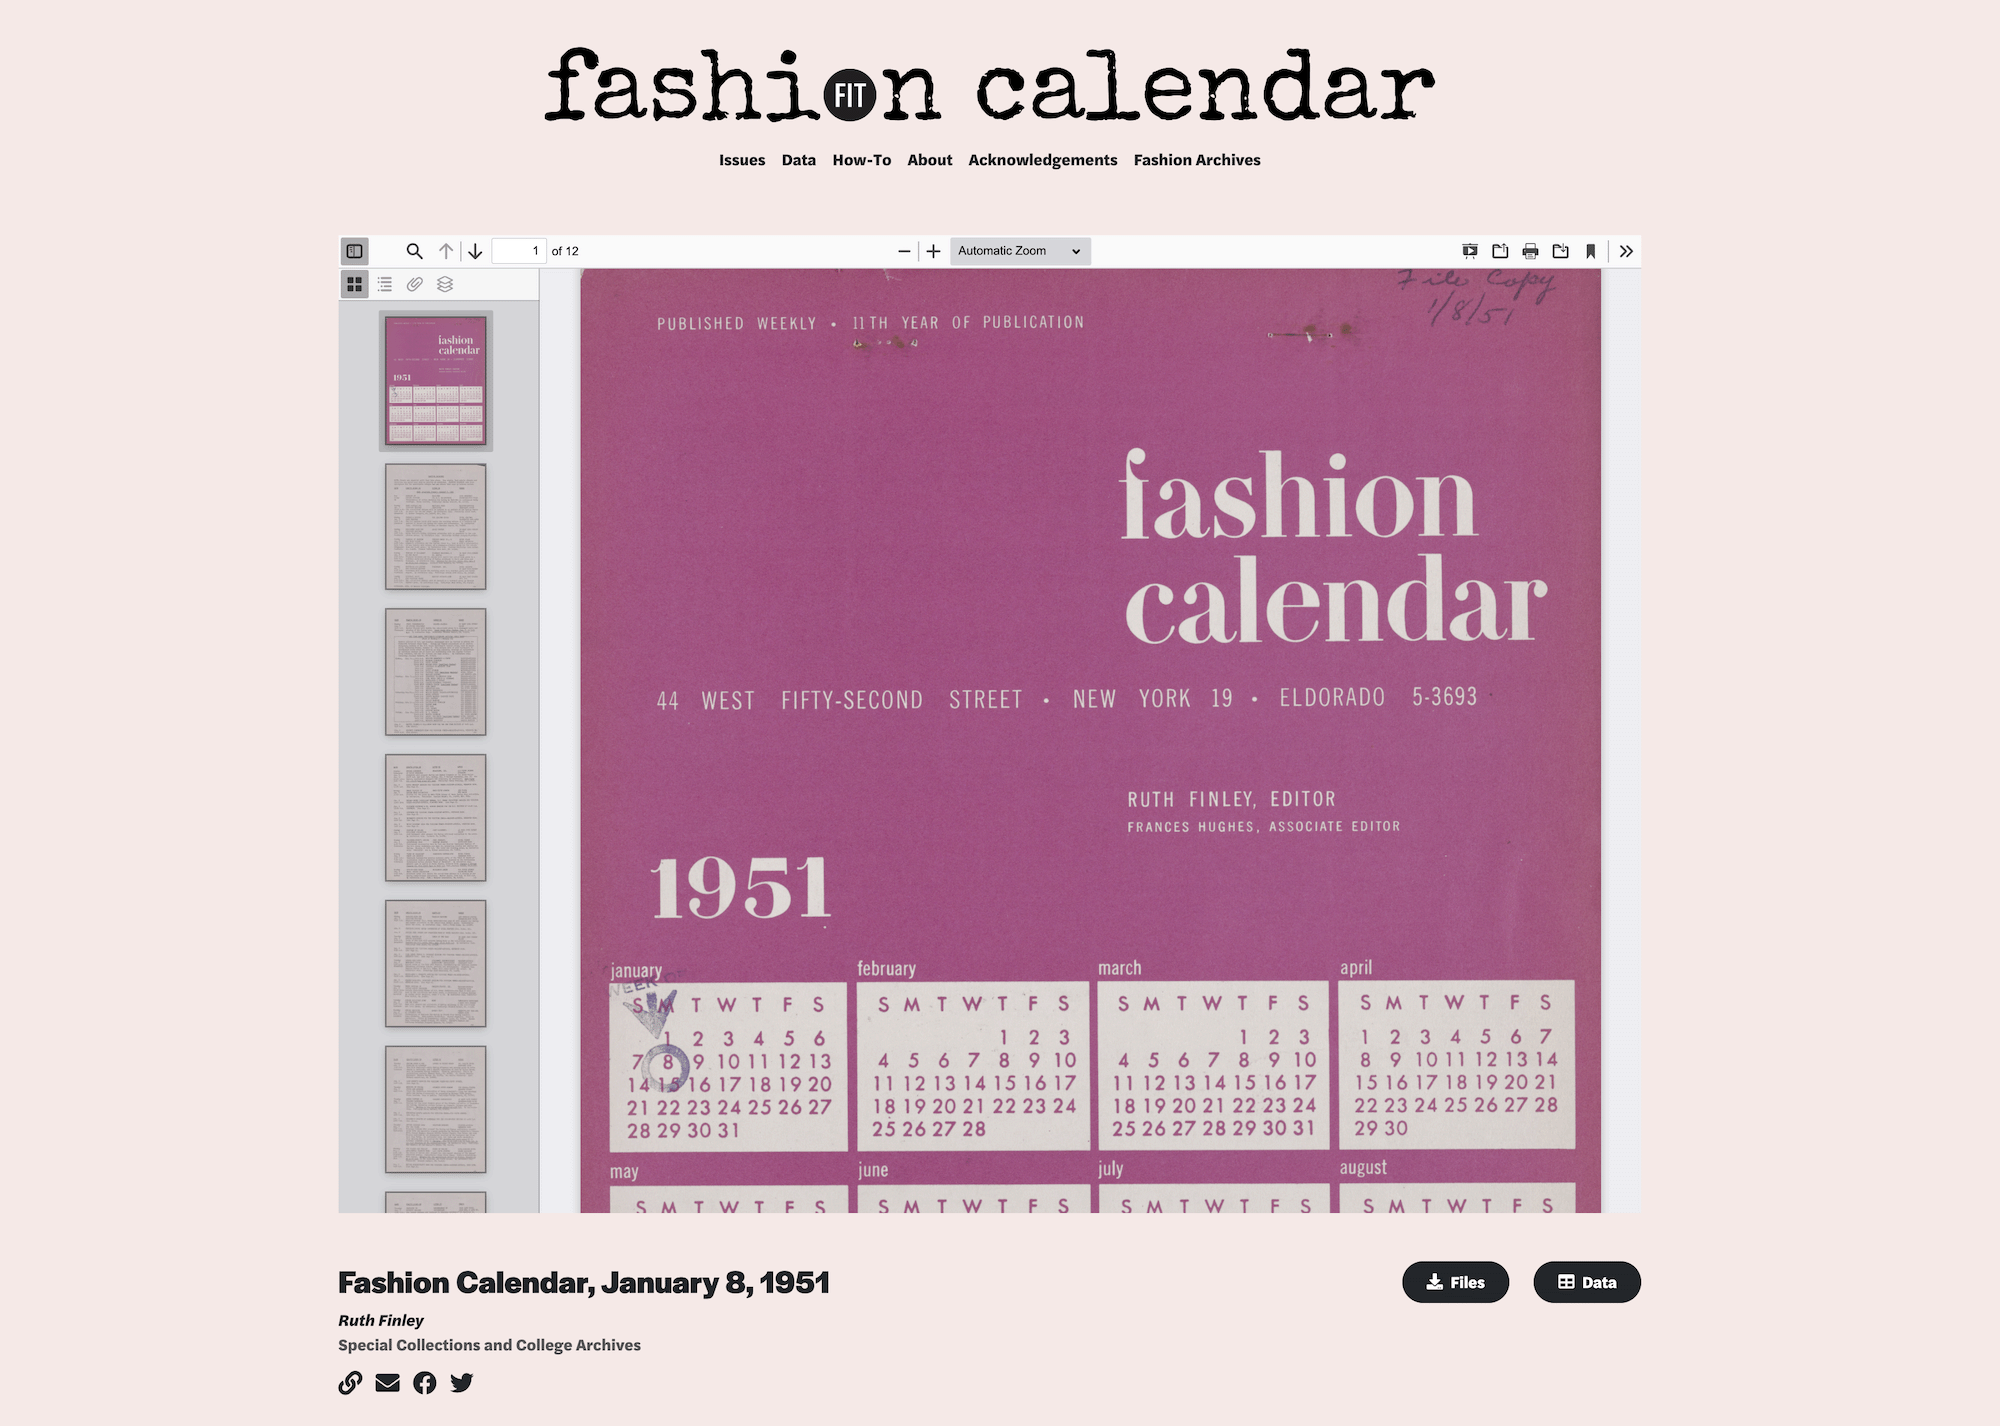 fashion calendar
FIT
Issues Data How-To About Acknowledgements Fashion Archives
1 of 12
Automatic Zoom
fashion
calendar
1951
File Copy
1/8/51
PUBLISHED WEEKLY • 11TH YEAR OF PUBLICATION
fashion
calendar
44 WEST FIFTY-SECOND STREET • NEW YORK 19 • ELDORADO 5-3693
RUTH FINLEY, EDITOR
FRANCES HUGHES, ASSOCIATE EDITOR
1951
january
WEEK OF
S M T W T F S
1 2 3 4 5 6
7 8 9 10 11 12 13
14 15 16 17 18 19 20
21 22 23 24 25 26 27
28 29 30 31
february
S M T W T F S
1 2 3
4 5 6 7 8 9 10
11 12 13 14 15 16 17
18 19 20 21 22 23 24
25 26 27 28
march
S M T W T F S
1 2 3
4 5 6 7 8 9 10
11 12 13 14 15 16 17
18 19 20 21 22 23 24
25 26 27 28 29 30 31
april
S M T W T F S
1 2 3 4 5 6 7
8 9 10 11 12 13 14
15 16 17 18 19 20 21
22 23 24 25 26 27 28
29 30
may
S M T W T F S
june
S M T W T F S
july
S M T W T F S
august
S M T W T F S
Fashion Calendar, January 8, 1951
Files
Data
Ruth Finley
Special Collections and College Archives